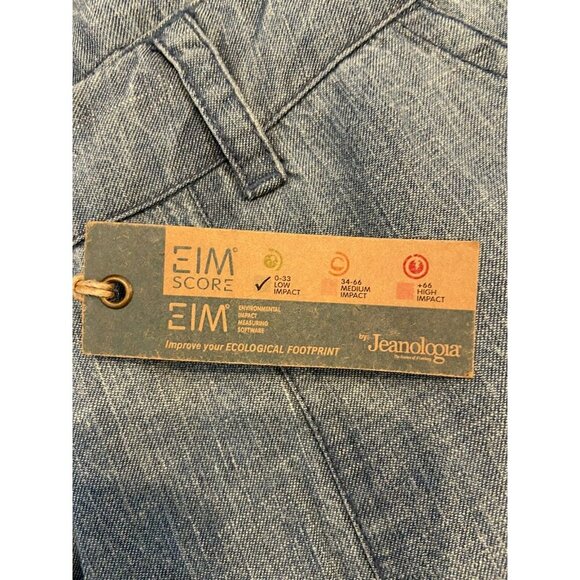 EIM°
SCORE
✓ 0-33
LOW
IMPACT
34-66
MEDIUM
IMPACT
+66
HIGH
IMPACT
EIM°
ENVIRONMENTAL
IMPACT
MEASURING
SOFTWARE
Improve your ECOLOGICAL FOOTPRINT
by: Jeanologia